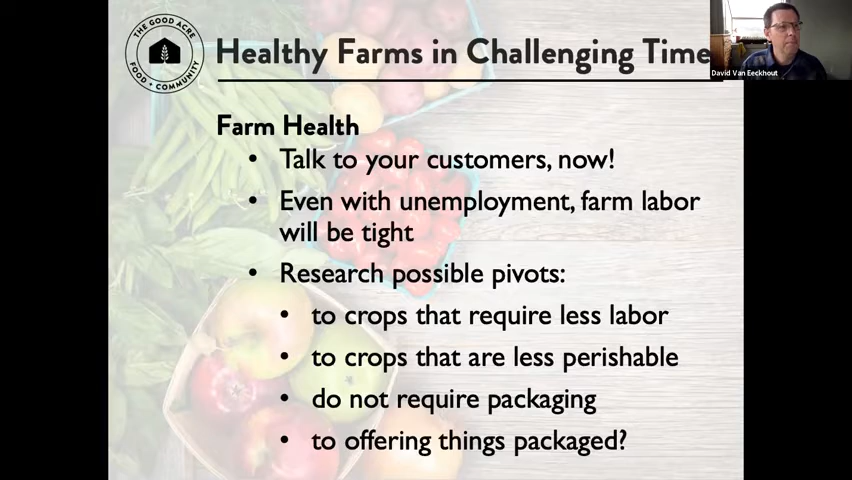 THE GOOD ACRE
FOOD + COMMUNITY
Healthy Farms in Challenging Time
David Van Eeckhout
Farm Health
• Talk to your customers, now!
• Even with unemployment, farm labor
will be tight
• Research possible pivots:
• to crops that require less labor
• to crops that are less perishable
• do not require packaging
• to offering things packaged?